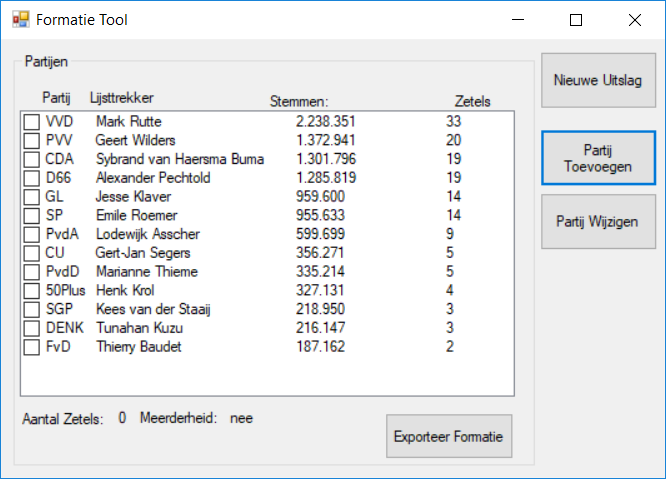 Formatie Tool
Partijen
Nieuwe Uitslag
Partij Lijsttrekker Stemmen: Zetels
VVD Mark Rutte 2.238.351 33
PVV Geert Wilders 1.372.941 20
CDA Sybrand van Haersma Buma 1.301.796 19
D66 Alexander Pechtold 1.285.819 19
GL Jesse Klaver 959.600 14
SP Emile Roemer 955.633 14
PvdA Lodewijk Asscher 599.699 9
CU Gert-Jan Segers 356.271 5
PvdD Marianne Thieme 335.214 5
50Plus Henk Krol 327.131 4
SGP Kees van der Staaij 218.950 3
DENK Tunahan Kuzu 216.147 3
FvD Thierry Baudet 187.162 2
Partij
Toevoegen
Partij Wijzigen
Aantal Zetels: 0 Meerderheid: nee
Exporteer Formatie